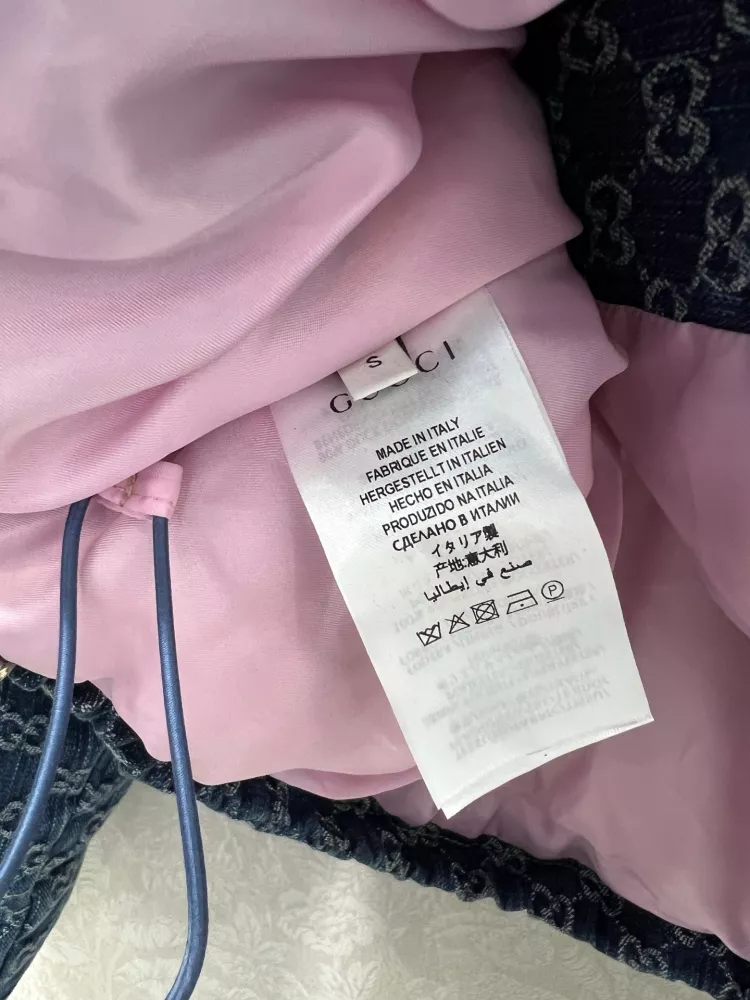 S
GUCCI
MADE IN ITALY
FABRIQUE EN ITALIE
HERGESTELLT IN ITALIEN
HECHO EN ITALIA
PRODUZIDO NA ITALIA
СДЕЛАНО В ИТАЛИИ
イタリア製
产地:意大利
صنع في إيطاليا
P